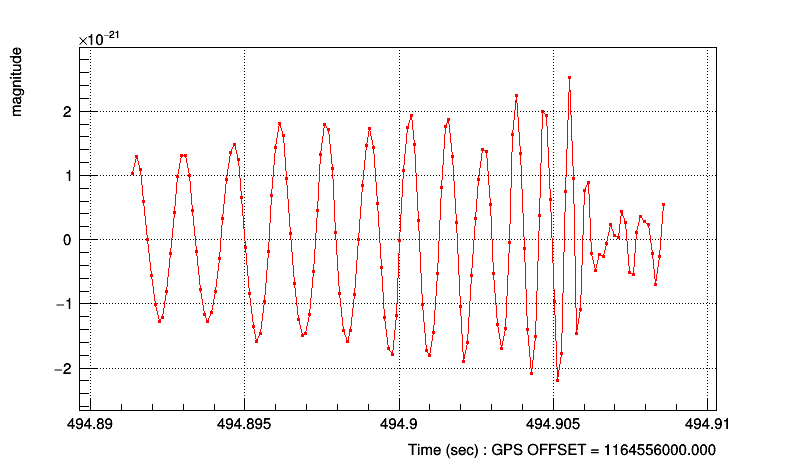 ×10⁻²¹
magnitude
2
1
0
−1
−2
494.89 494.895 494.9 494.905 494.91
Time (sec) : GPS OFFSET = 1164556000.000